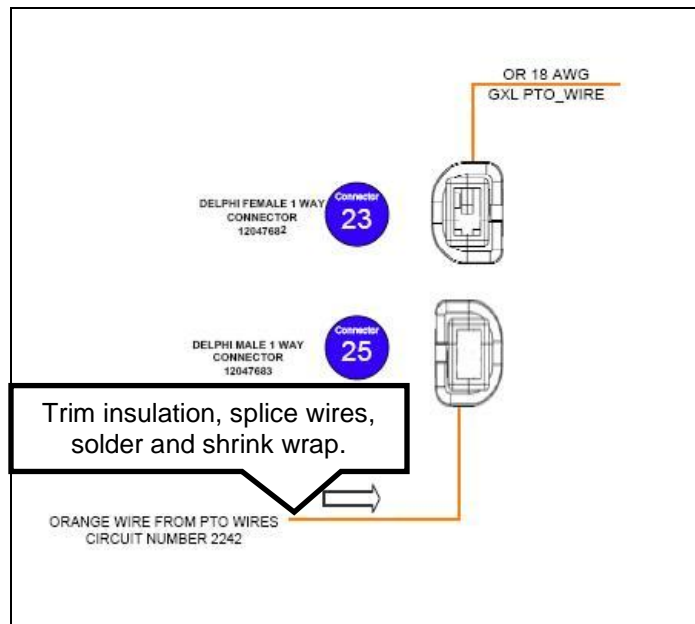 OR 18 AWG
GXL PTO_WIRE
DELPHI FEMALE 1 WAY
CONNECTOR
12047682
Connector
23
DELPHI MALE 1 WAY
CONNECTOR
12047683
Connector
25
Trim insulation, splice wires,
solder and shrink wrap.
ORANGE WIRE FROM PTO WIRES
CIRCUIT NUMBER 2242